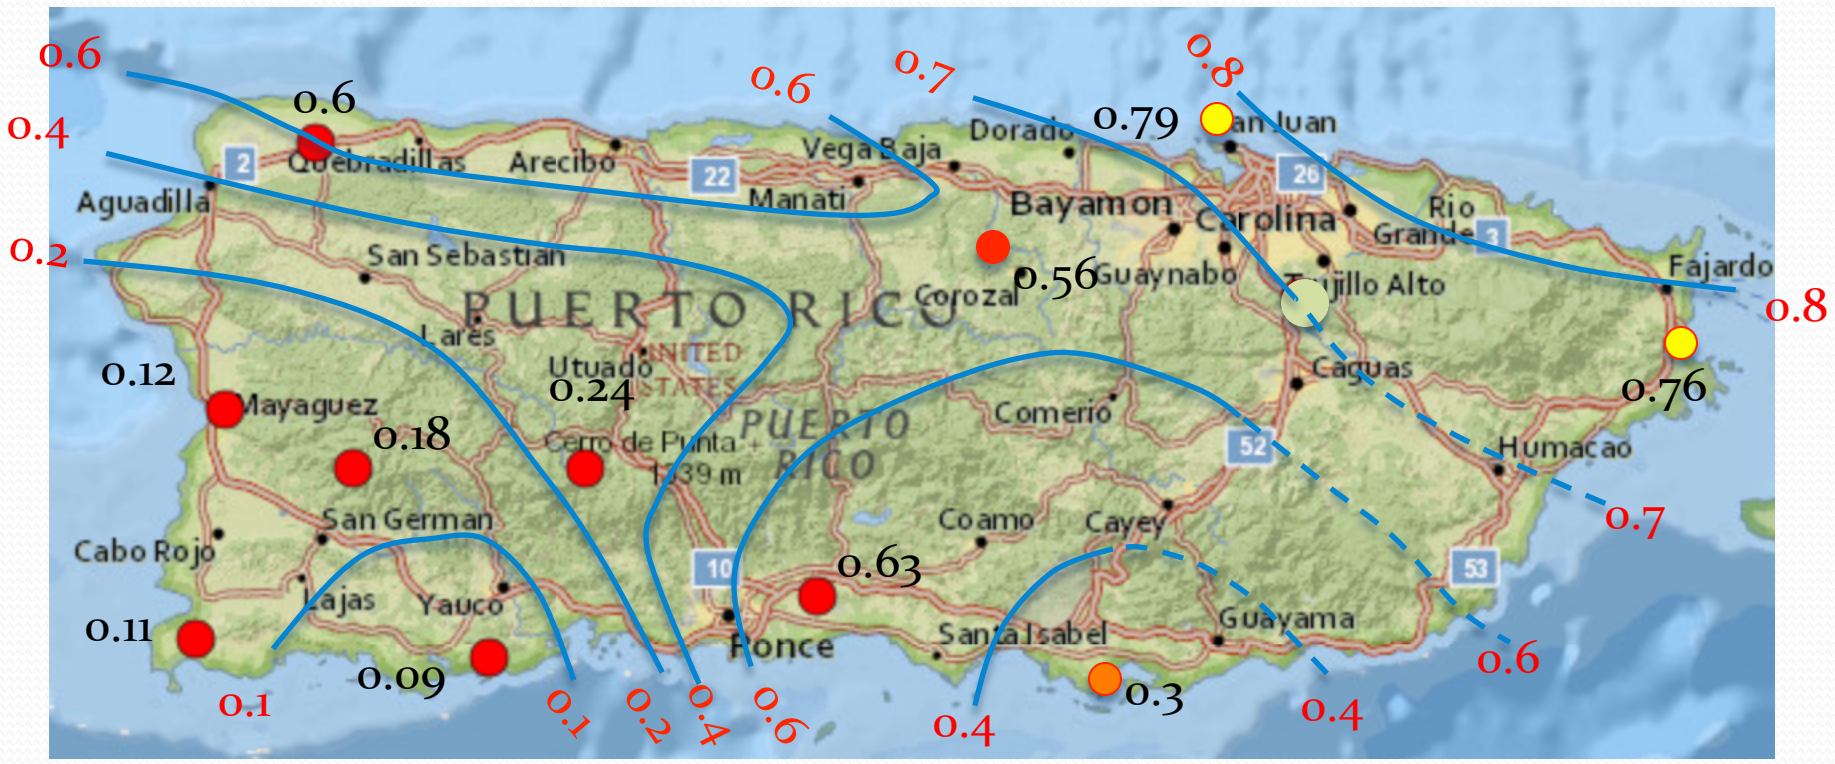 0.6
0.6
0.7
0.8
0.6
0.79
an Juan
0.4
Dorado
2
Quebradillas
Arecibo
Vega Baja
22
26
Aguadilla
Manati
Bayamon
Carolina
Rio
Grande
3
0.2
San Sebastian
Corozal
0.56
Guaynabo
Trujillo Alto
Fajardo
PUERTO RICO
0.8
Lares
UNITED
STATES
Utuado
0.24
0.12
Caguas
0.76
Mayaguez
0.18
PUERTO
RICO
Comerio
Cerro de Punta +
1339 m
52
Humacao
San German
Coamo
Cayey
0.7
Cabo Rojo
10
0.63
53
Lajas
Yauco
0.11
Ponce
Santa Isabel
Guayama
0.09
0.3
0.6
0.1
0.1
0.2
0.4
0.6
0.4
0.4